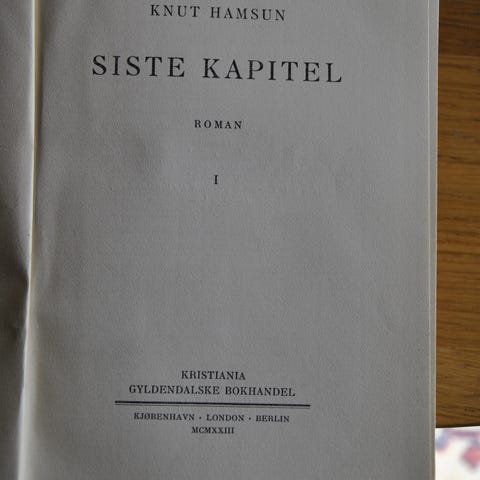 KNUT HAMSUN
SISTE KAPITEL
ROMAN
I
KRISTIANIA
GYLDENDALSKE BOKHANDEL
KJØBENHAVN · LONDON · BERLIN
MCMXXIII